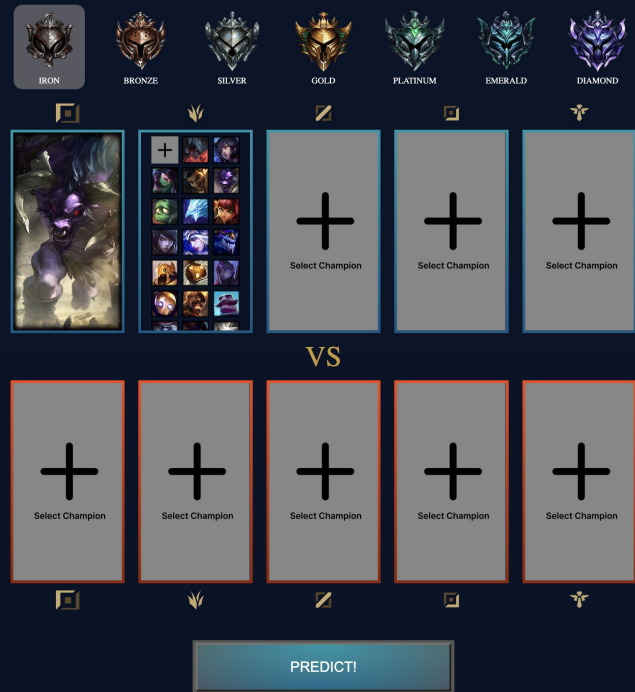 IRON BRONZE SILVER GOLD PLATINUM EMERALD DIAMOND
Select Champion Select Champion Select Champion
VS
Select Champion Select Champion Select Champion Select Champion Select Champion
PREDICT!